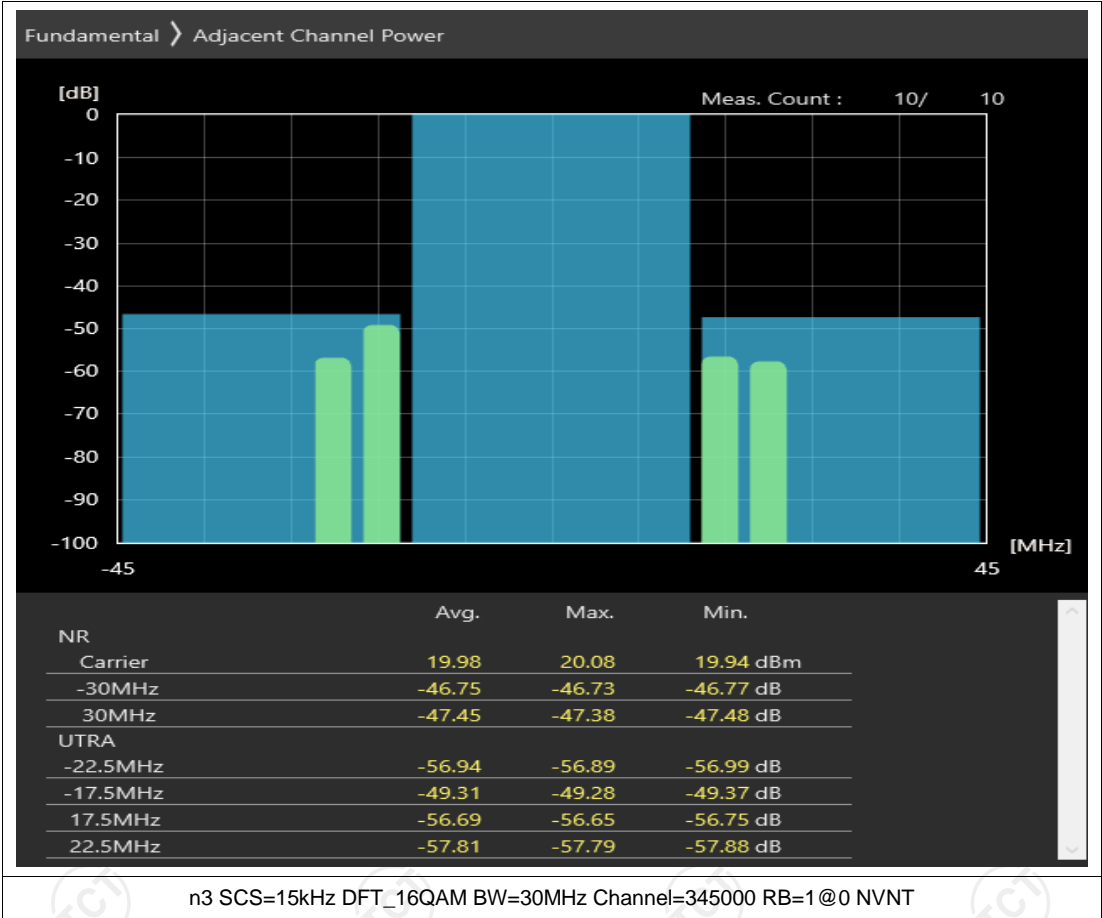 Fundamental 〉 Adjacent Channel Power
[dB]
Meas. Count : 10/ 10
0
-10
-20
-30
-40
-50
-60
-70
-80
-90
-100
[MHz]
-45 45
Avg. Max. Min.
NR
Carrier 19.98 20.08 19.94 dBm
-30MHz -46.75 -46.73 -46.77 dB
30MHz -47.45 -47.38 -47.48 dB
UTRA
-22.5MHz -56.94 -56.89 -56.99 dB
-17.5MHz -49.31 -49.28 -49.37 dB
17.5MHz -56.69 -56.65 -56.75 dB
22.5MHz -57.81 -57.79 -57.88 dB
n3 SCS=15kHz DFT_16QAM BW=30MHz Channel=345000 RB=1@0 NVNT
TCT TCT TCT TCT